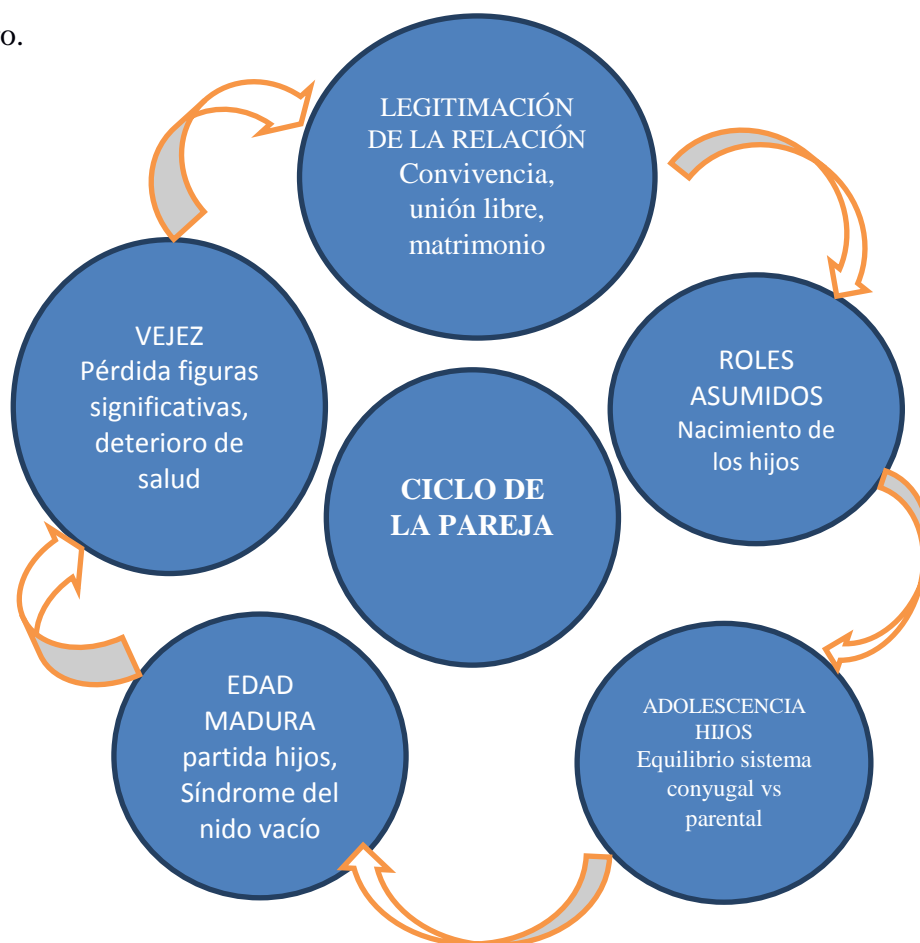 o.
LEGITIMACIÓN
DE LA RELACIÓN
Convivencia,
unión libre,
matrimonio
ROLES
ASUMIDOS
Nacimiento de
los hijos
ADOLESCENCIA
HIJOS
Equilibrio sistema
conyugal vs
parental
EDAD
MADURA
partida hijos,
Síndrome del
nido vacío
VEJEZ
Pérdida figuras
significativas,
deterioro de
salud
CICLO DE
LA PAREJA